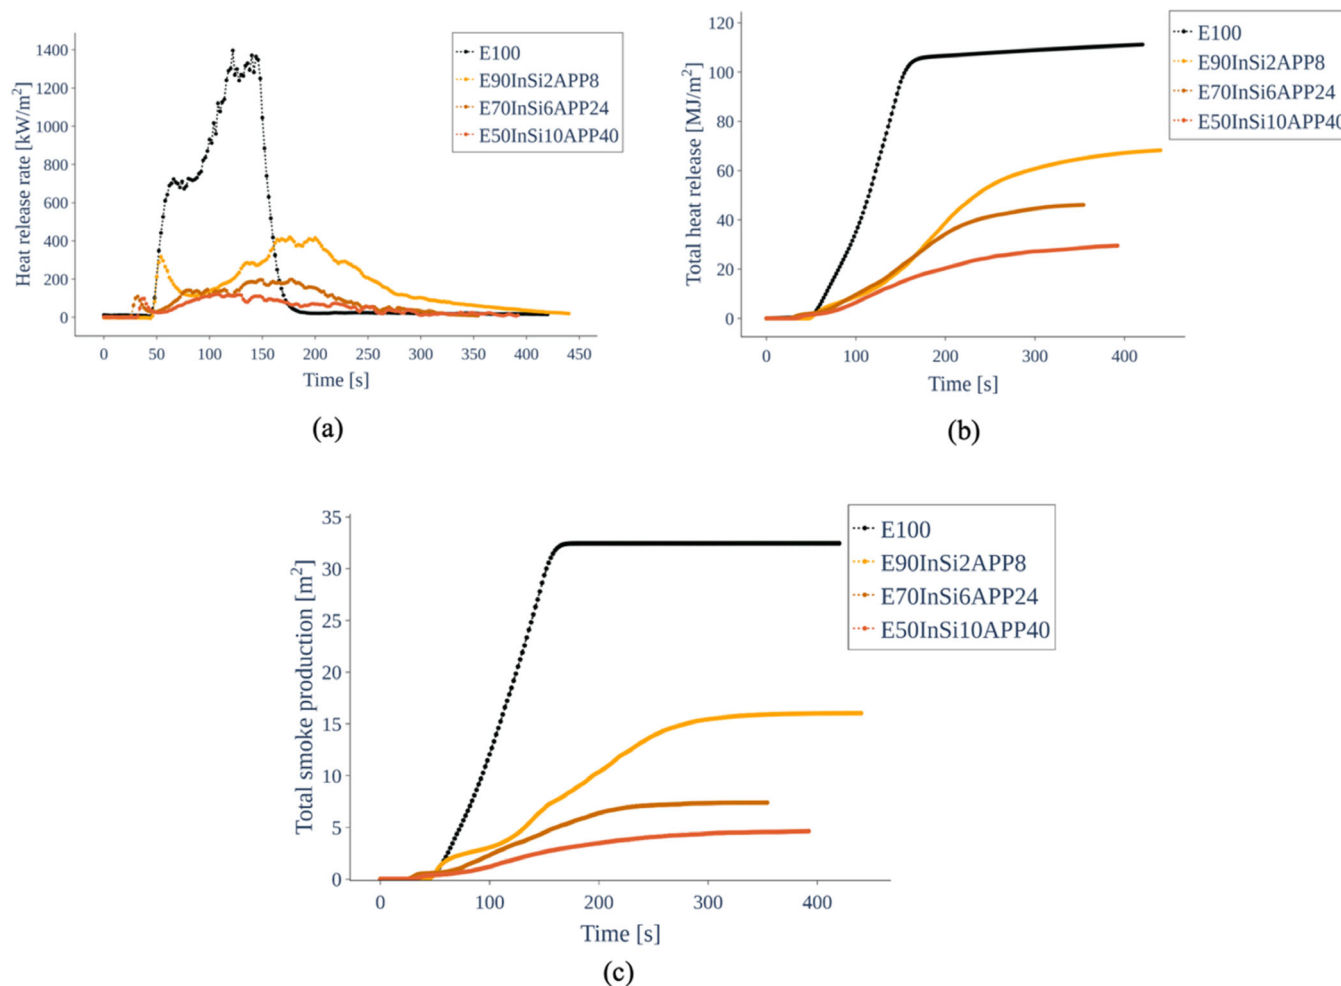 Heat release rate [kW/m²]
1400
1200
1000
800
600
400
200
0
0 50 100 150 200 250 300 350 400 450
Time [s]
E100
E90InSi2APP8
E70InSi6APP24
E50InSi10APP40
(a)
Total heat release [MJ/m²]
120
100
80
60
40
20
0
0 100 200 300 400
Time [s]
E100
E90InSi2APP8
E70InSi6APP24
E50InSi10APP40
(b)
Total smoke production [m²]
35
30
25
20
15
10
5
0
0 100 200 300 400
Time [s]
E100
E90InSi2APP8
E70InSi6APP24
E50InSi10APP40
(c)